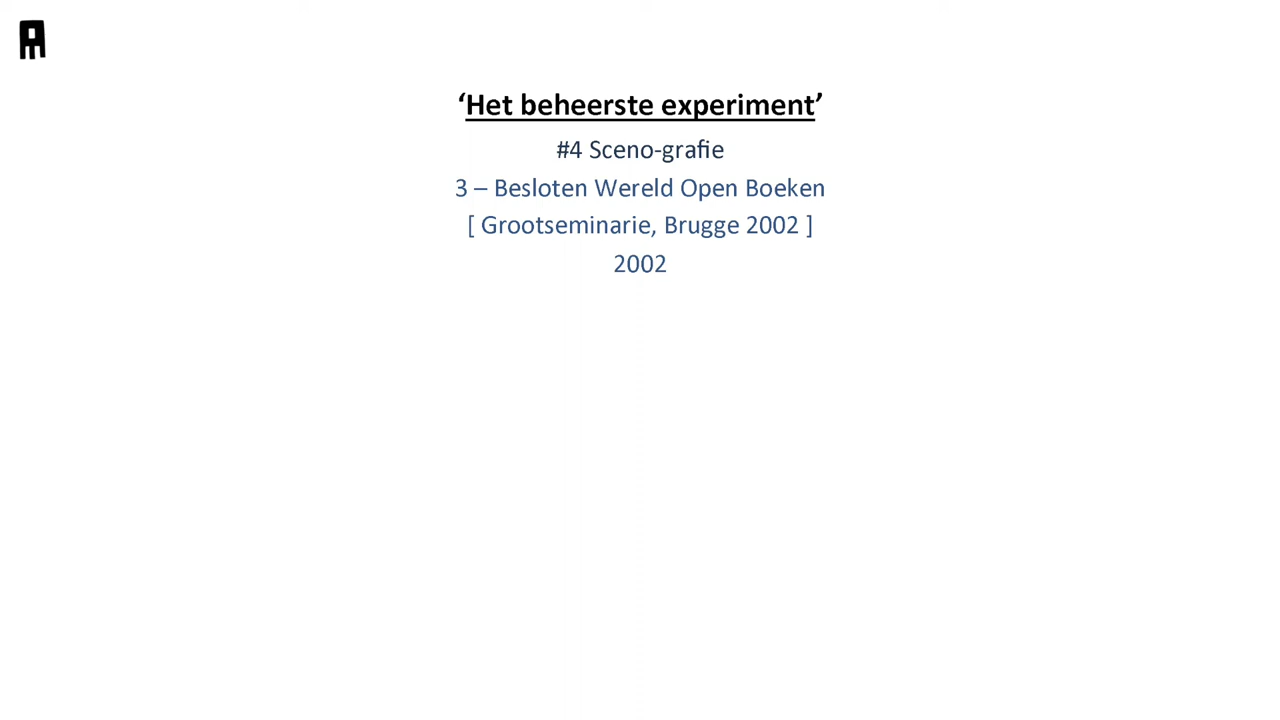 ‘Het beheerste experiment’
#4 Sceno-grafie
3 – Besloten Wereld Open Boeken
[ Grootseminarie, Brugge 2002 ]
2002